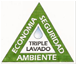 ECONOMIA
SEGURIDAD
TRIPLE
LAVADO
AMBIENTE